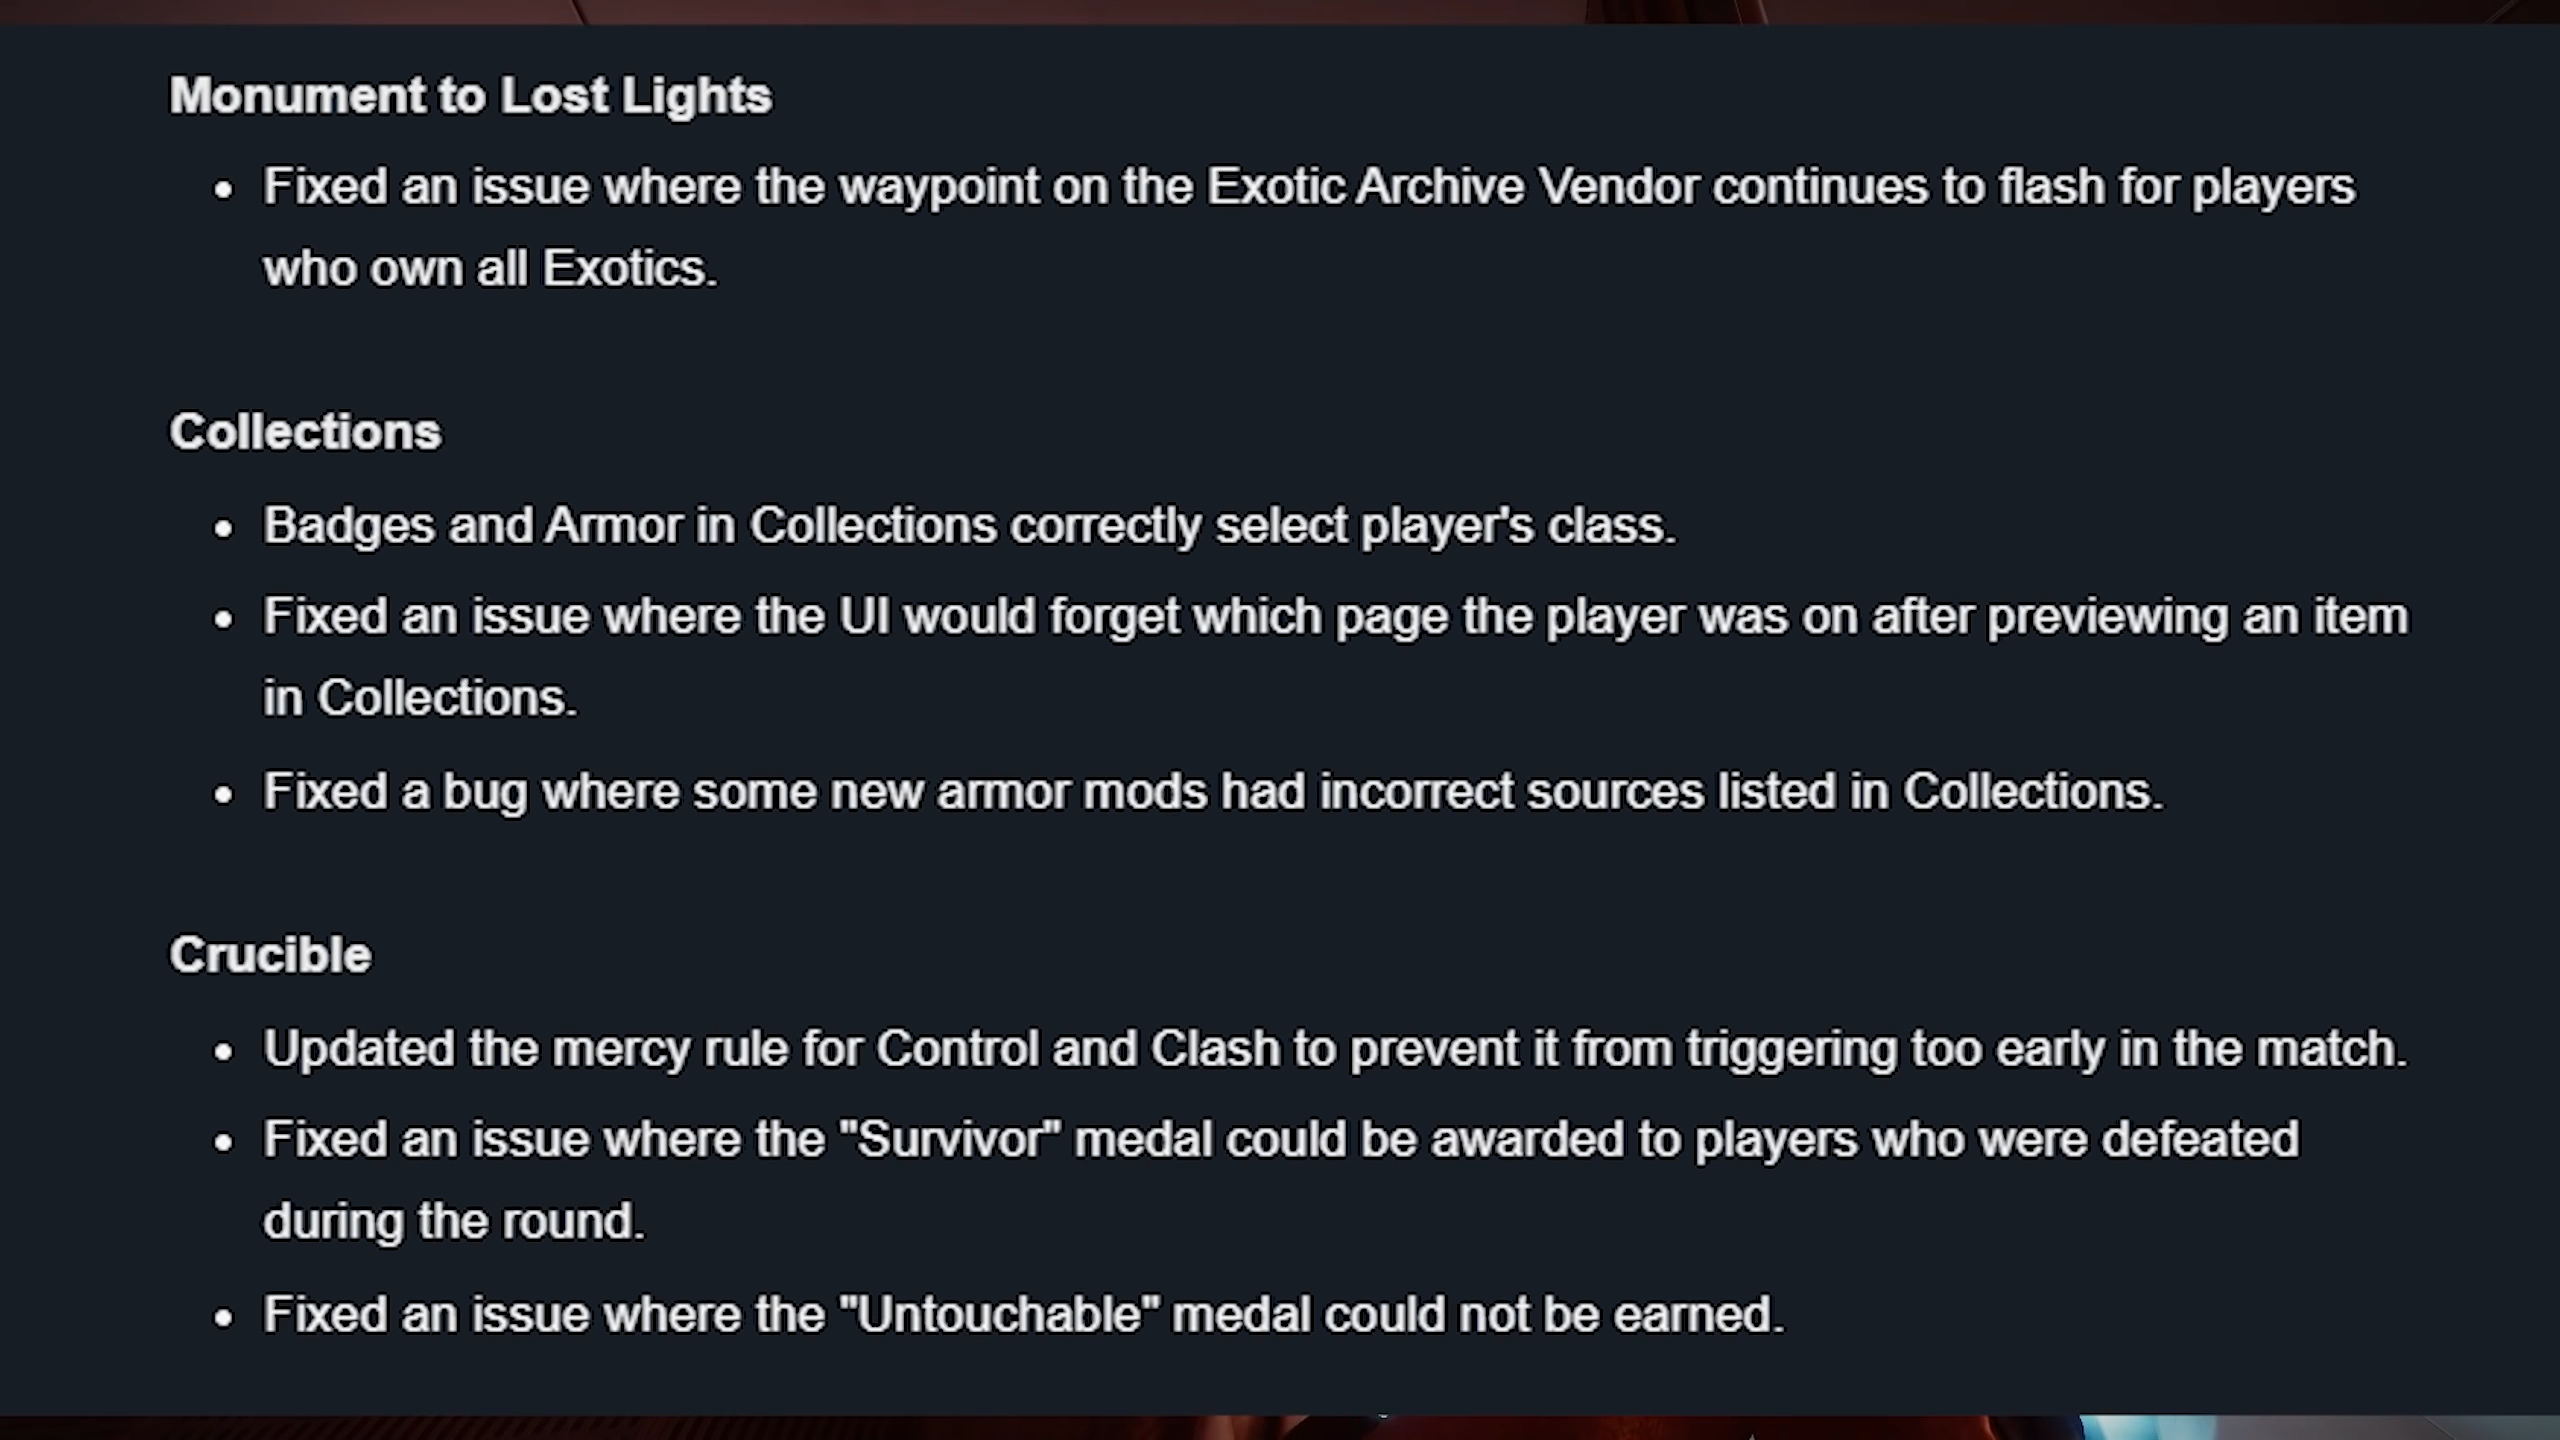 Monument to Lost Lights
• Fixed an issue where the waypoint on the Exotic Archive Vendor continues to flash for players
who own all Exotics.
Collections
• Badges and Armor in Collections correctly select player's class.
• Fixed an issue where the UI would forget which page the player was on after previewing an item
in Collections.
• Fixed a bug where some new armor mods had incorrect sources listed in Collections.
Crucible
• Updated the mercy rule for Control and Clash to prevent it from triggering too early in the match.
• Fixed an issue where the "Survivor" medal could be awarded to players who were defeated
during the round.
• Fixed an issue where the "Untouchable" medal could not be earned.